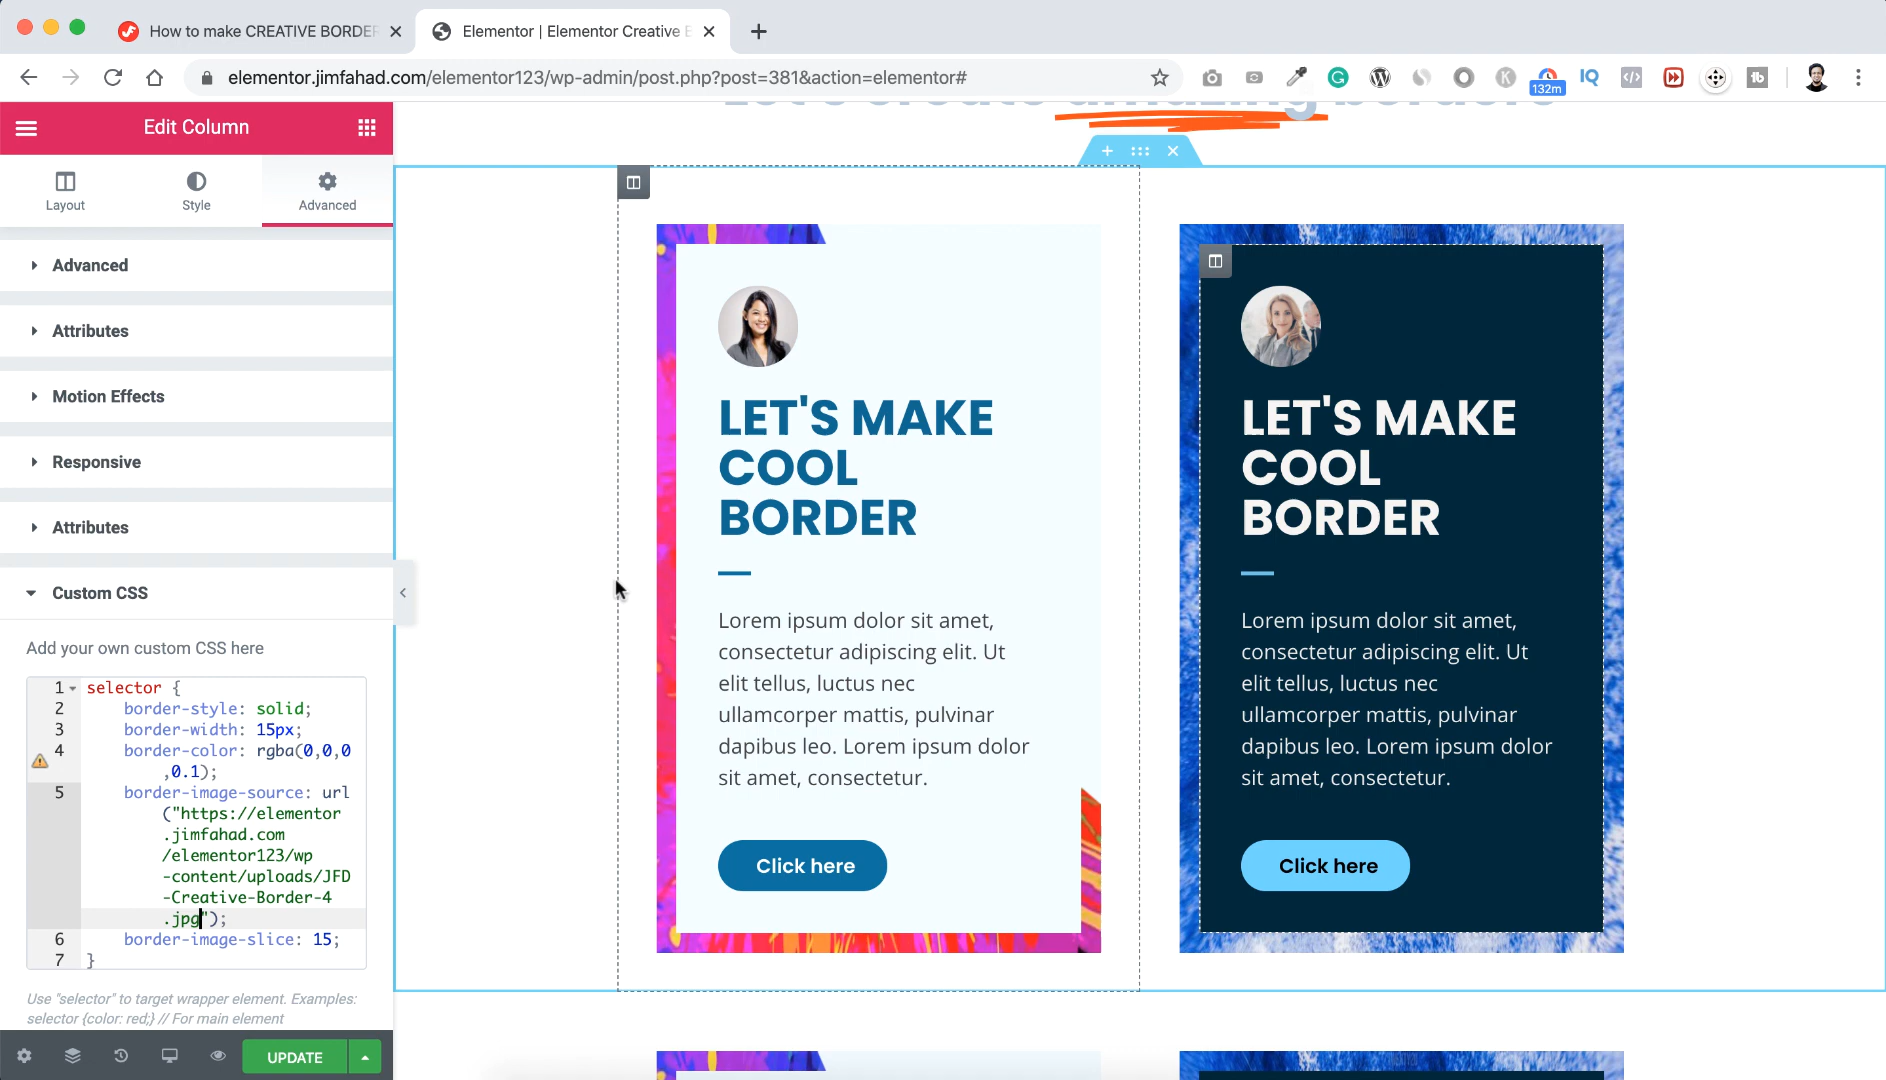 How to make CREATIVE BORDER
Elementor | Elementor Creative B
elementor.jimfahad.com/elementor123/wp-admin/post.php?post=381&action=elementor#
132m
IQ
K
tb
Edit Column
Layout
Style
Advanced
Advanced
Attributes
Motion Effects
Responsive
Attributes
Custom CSS
Add your own custom CSS here
1 selector {
2 border-style: solid;
3 border-width: 15px;
4 border-color: rgba(0,0,0
,0.1);
5 border-image-source: url
("https://elementor
.jimfahad.com
/elementor123/wp
-content/uploads/JFD
-Creative-Border-4
.jpg");
6 border-image-slice: 15;
7 }
Use "selector" to target wrapper element. Examples:
selector {color: red;} // For main element
UPDATE
Let's create amazing borders
LET'S MAKE
COOL
BORDER
Lorem ipsum dolor sit amet,
consectetur adipiscing elit. Ut
elit tellus, luctus nec
ullamcorper mattis, pulvinar
dapibus leo. Lorem ipsum dolor
sit amet, consectetur.
Click here
LET'S MAKE
COOL
BORDER
Lorem ipsum dolor sit amet,
consectetur adipiscing elit. Ut
elit tellus, luctus nec
ullamcorper mattis, pulvinar
dapibus leo. Lorem ipsum dolor
sit amet, consectetur.
Click here